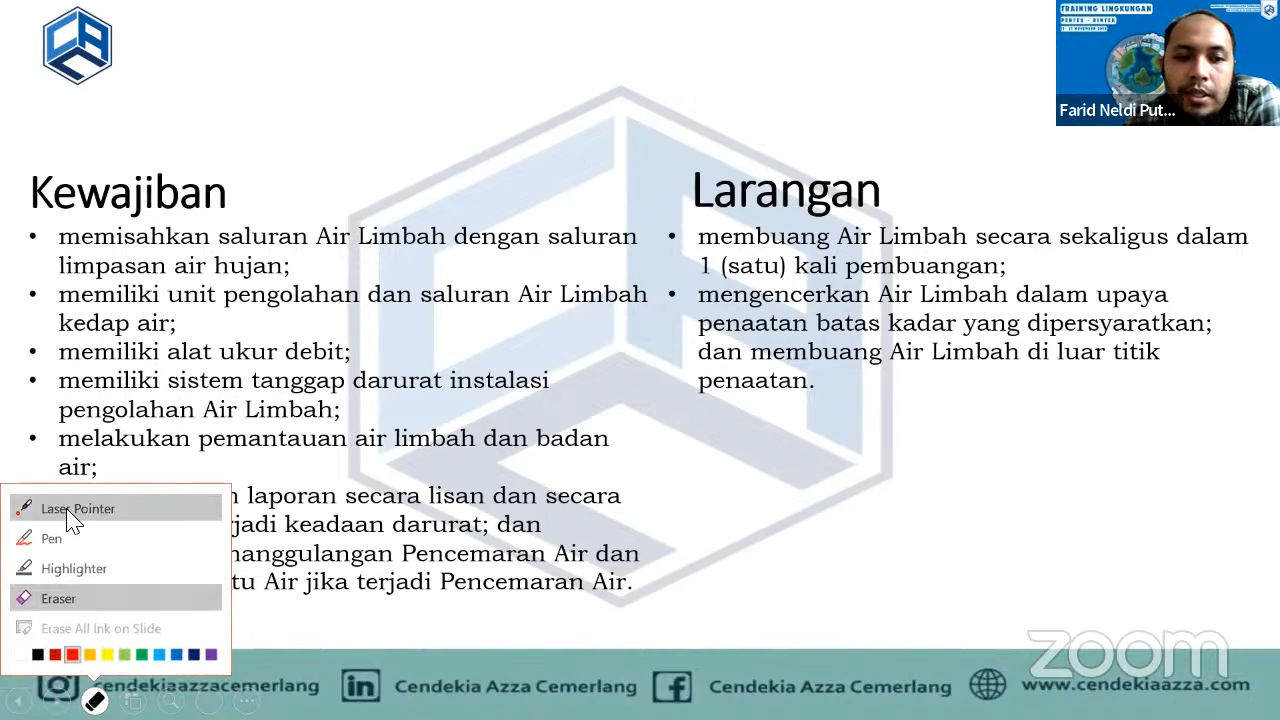 TRAINING LINGKUNGAN
PERTEK - RINTEK
Farid Neldi Put...
Kewajiban
• memisahkan saluran Air Limbah dengan saluran
limpasan air hujan;
• memiliki unit pengolahan dan saluran Air Limbah
kedap air;
• memiliki alat ukur debit;
• memiliki sistem tanggap darurat instalasi
pengolahan Air Limbah;
• melakukan pemantauan air limbah dan badan
air;
laporan secara lisan dan secara
keadaan darurat; dan
Pencemaran Air dan
Air jika terjadi Pencemaran Air.
Larangan
• membuang Air Limbah secara sekaligus dalam
1 (satu) kali pembuangan;
• mengencerkan Air Limbah dalam upaya
penaatan batas kadar yang dipersyaratkan;
dan membuang Air Limbah di luar titik
penaatan.
Laser Pointer
Pen
Highlighter
Eraser
Erase All Ink on Slide
zoom
cendekiaazzacemerlang
Cendekia Azza Cemerlang
Cendekia Azza Cemerlang
www.cendekiaazza.com